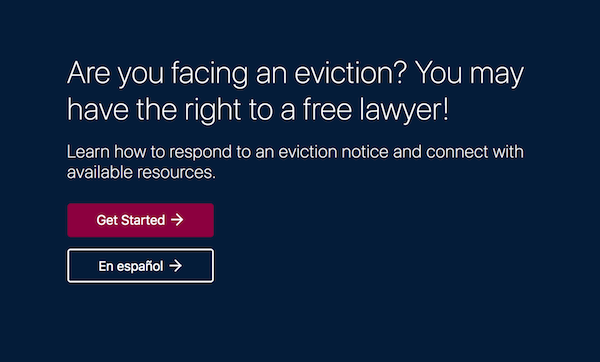 Are you facing an eviction? You may
have the right to a free lawyer!
Learn how to respond to an eviction notice and connect with
available resources.
Get Started →
En español →